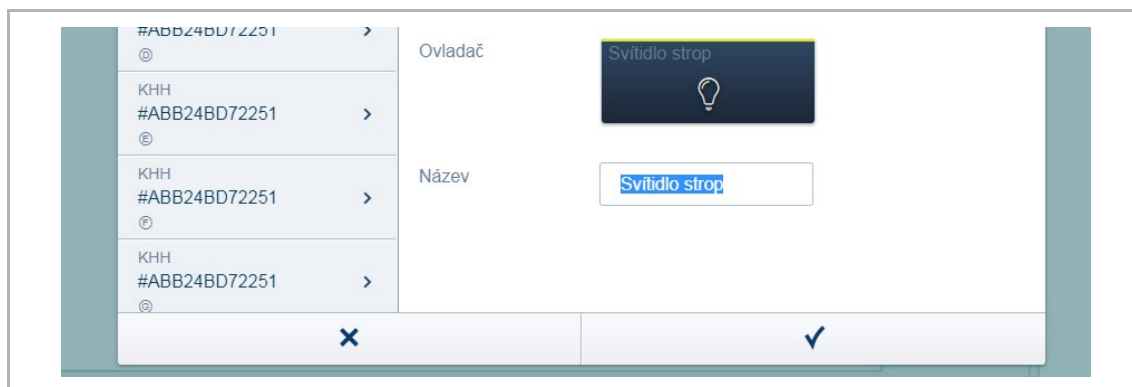 #ABB24BD72251
Ⓓ
KHH
#ABB24BD72251
Ⓔ
KHH
#ABB24BD72251
Ⓕ
KHH
#ABB24BD72251
Ⓖ
Ovladač
Svítidlo strop
Název
Svítidlo strop